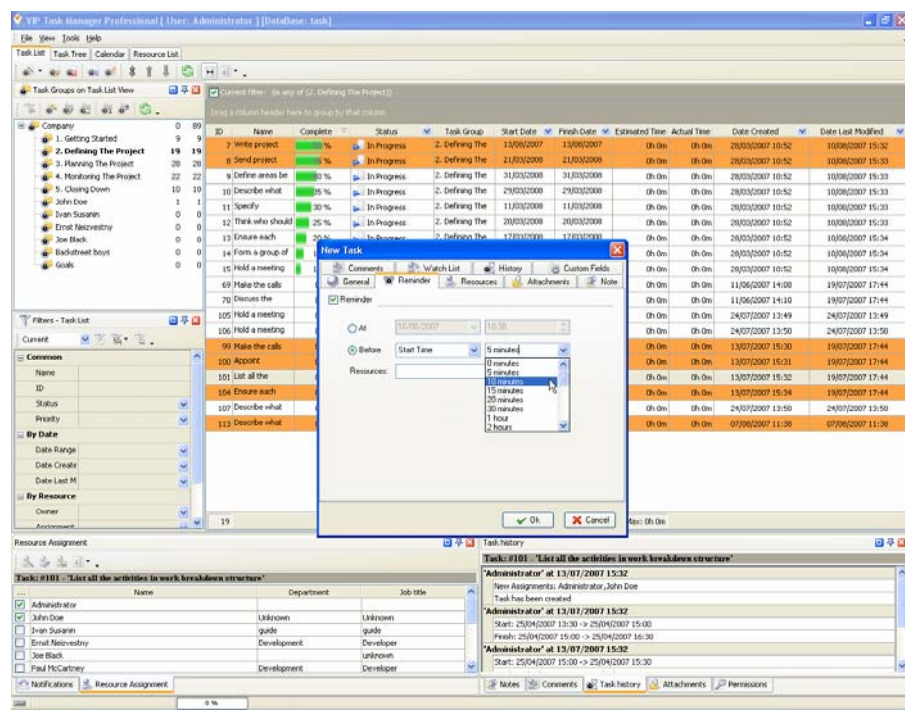 VIP Task Manager Professional [ User: Administrator ] [DataBase: task]
File View Tools Help
Task List Task Tree Calendar Resource List
Task Groups on Task List View
Company 0 89
1. Getting Started 9 9
2. Defining The Project 19 19
3. Planning The Project 28 28
4. Monitoring The Project 22 22
5. Closing Down 10 10
John Doe 1 1
Ivan Susanin 0 0
Ernst Neizvestny 0 0
Joe Black 0 0
Backstreet boys 0 0
Goals 0 0
Filters - Task List
Current
Common
Name
ID
Status
Priority
By Date
Date Range
Date Create
Date Last M
By Resource
Owner
Assignment
Current filter: (is any of (2. Defining The Project))
Drag a column header here to group by that column
ID Name Complete Status Task Group Start Date Finish Date Estimated Time Actual Time Date Created Date Last Modified
7 Write project In Progress 2. Defining The 13/08/2007 13/08/2007 0h 0m 0h 0m 28/03/2007 10:52 10/08/2007 15:32
8 Send project In Progress 2. Defining The 21/03/2008 21/03/2008 0h 0m 0h 0m 28/03/2007 10:52 10/08/2007 15:33
9 Define areas be In Progress 2. Defining The 31/03/2008 31/03/2008 0h 0m 0h 0m 28/03/2007 10:52 10/08/2007 15:33
10 Describe what 35 % In Progress 2. Defining The 29/03/2008 29/03/2008 0h 0m 0h 0m 28/03/2007 10:52 10/08/2007 15:33
11 Specify 30 % In Progress 2. Defining The 11/03/2008 11/03/2008 0h 0m 0h 0m 28/03/2007 10:52 10/08/2007 15:33
12 Think who should 25 % In Progress 2. Defining The 20/03/2008 20/03/2008 0h 0m 0h 0m 28/03/2007 10:52 10/08/2007 15:33
13 Ensure each 20 % In Progress 2. Defining The 17/03/2008 17/03/2008 0h 0m 0h 0m 28/03/2007 10:52 10/08/2007 15:34
14 Form a group of 0h 0m 0h 0m 28/03/2007 10:52 10/08/2007 15:34
15 Hold a meeting 0h 0m 0h 0m 28/03/2007 10:52 10/08/2007 15:34
69 Make the calls 0h 0m 0h 0m 11/06/2007 14:08 19/07/2007 17:44
70 Discuss the 0h 0m 0h 0m 11/06/2007 14:10 19/07/2007 17:44
105 Hold a meeting 0h 0m 0h 0m 24/07/2007 13:49 24/07/2007 13:49
106 Hold a meeting 0h 0m 0h 0m 24/07/2007 13:50 24/07/2007 13:50
99 Make the calls 0h 0m 0h 0m 13/07/2007 15:30 19/07/2007 17:44
100 Appoint 0h 0m 0h 0m 13/07/2007 15:31 19/07/2007 17:44
101 List all the 0h 0m 0h 0m 13/07/2007 15:32 19/07/2007 17:44
104 Ensure each 0h 0m 0h 0m 13/07/2007 15:34 19/07/2007 17:44
107 Describe what 0h 0m 0h 0m 24/07/2007 13:50 24/07/2007 13:50
113 Describe what 0h 0m 0h 0m 07/08/2007 11:38 07/08/2007 11:38
19 Max: 0h 0m
New Task
Comments Watch List History Custom Fields
General Reminder Resources Attachments Note
Reminder
At 10:38
Before Start Time 5 minutes
Resources:
0 minutes
5 minutes
10 minutes
15 minutes
20 minutes
30 minutes
1 hour
2 hours
Ok Cancel
Resource Assignment
Task: #101 - 'List all the activities in work breakdown structure'
... Name Department Job title
Administrator
John Doe Unknown Unknown
Ivan Susanin guide guide
Ernst Neizvestny Development Developer
Joe Black unknown
Paul McCartney Development Developer
Notifications Resource Assignment
Task history
Task: #101 - 'List all the activities in work breakdown structure'
'Administrator' at 13/07/2007 15:32
New Assignments: Administrator,John Doe
Task has been created
'Administrator' at 13/07/2007 15:32
Start: 25/04/2007 13:30 -> 25/04/2007 15:00
Finish: 25/04/2007 15:00 -> 25/04/2007 16:30
'Administrator' at 13/07/2007 15:32
Start: 25/04/2007 15:00 -> 25/04/2007 15:30
Notes Comments Task history Attachments Permissions
0 %